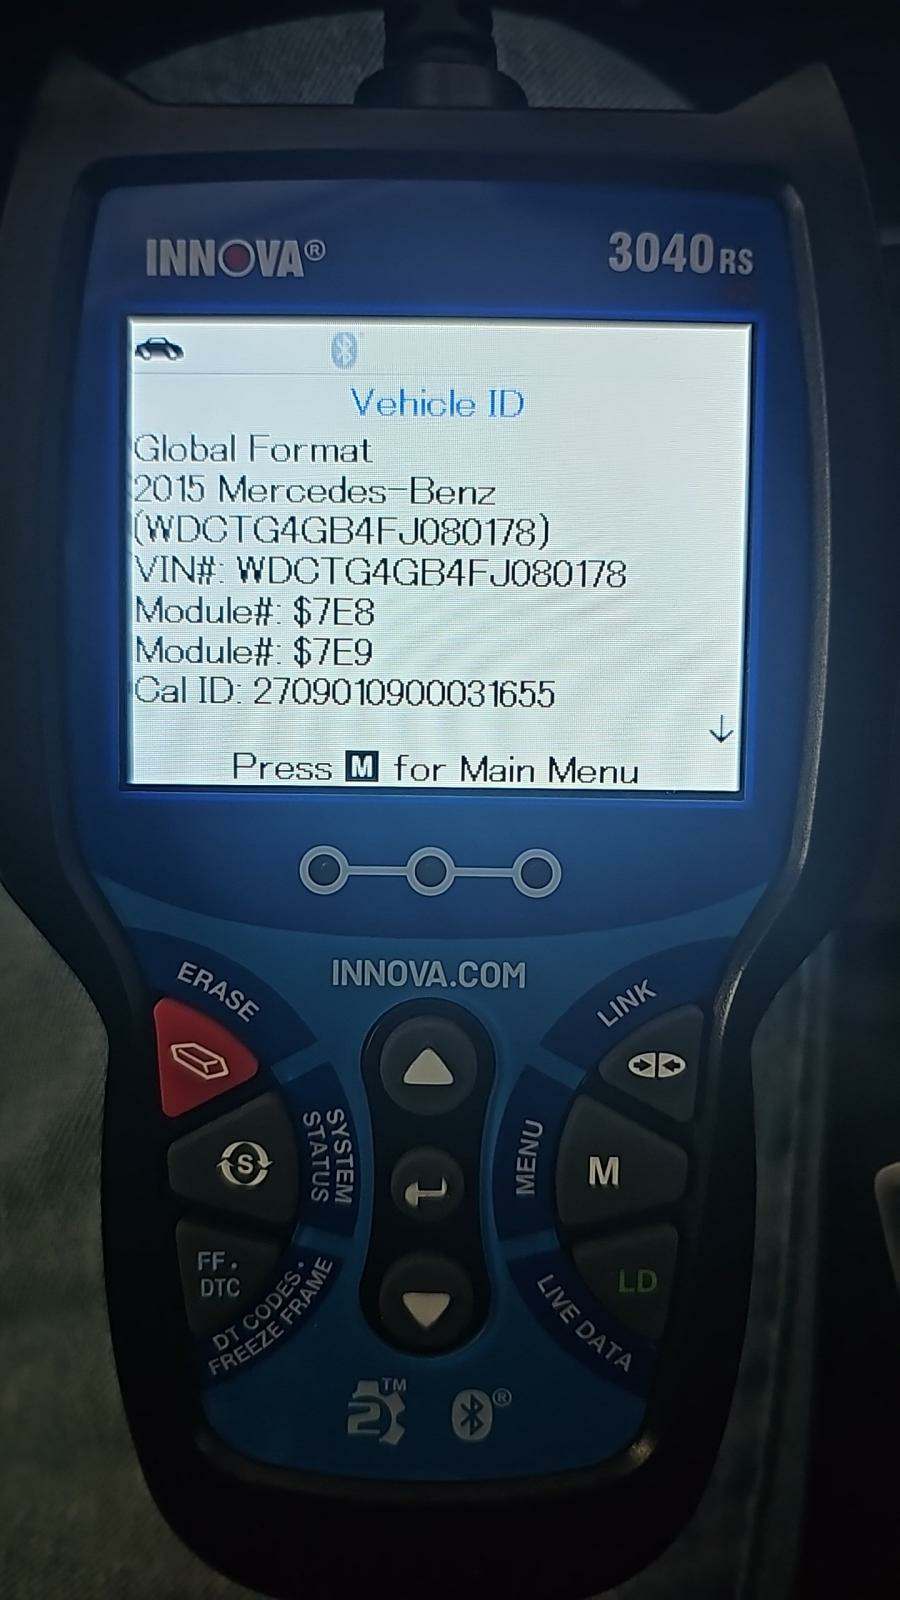 INNOVA®
3040RS
Vehicle ID
Global Format
2015 Mercedes-Benz
(WDCTG4GB4FJ080178)
VIN#: WDCTG4GB4FJ080178
Module#: $7E8
Module#: $7E9
Cal ID: 2709010900031655
Press M for Main Menu
INNOVA.COM
ERASE
LINK
S
SYSTEM
STATUS
MENU
M
FF.
DTC
DT CODES•
FREEZE FRAME
LD
LIVE DATA
2™
®